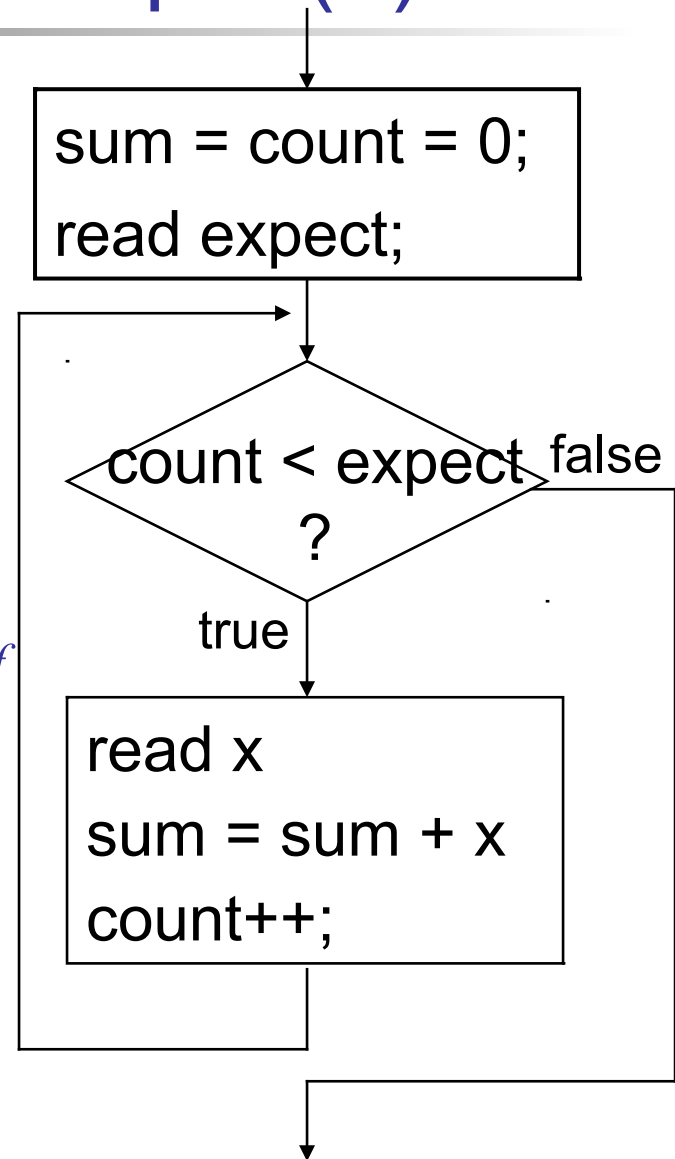 sum = count = 0;
read expect;
count < expect
?
false
true
read x
sum = sum + x
count++;